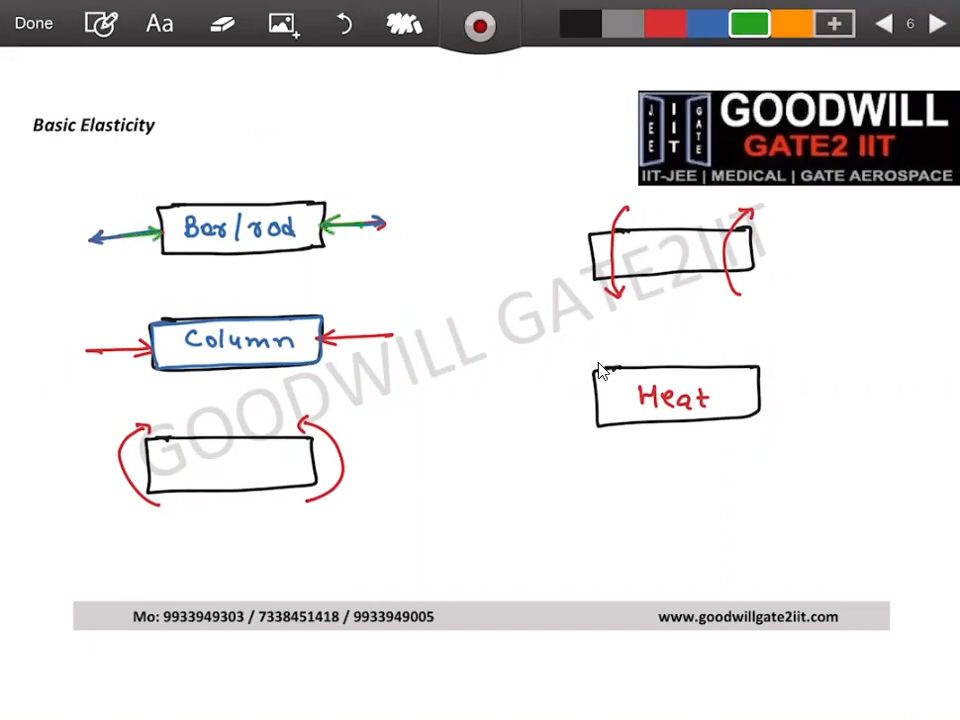 Done
Aa
6
Basic Elasticity
JEE
IIT
GATE
GOODWILL
GATE2 IIT
IIT-JEE | MEDICAL | GATE AEROSPACE
Bar/rod
Column
Heat
GOODWILL GATE2IIT
Mo: 9933949303 / 7338451418 / 9933949005
www.goodwillgate2iit.com